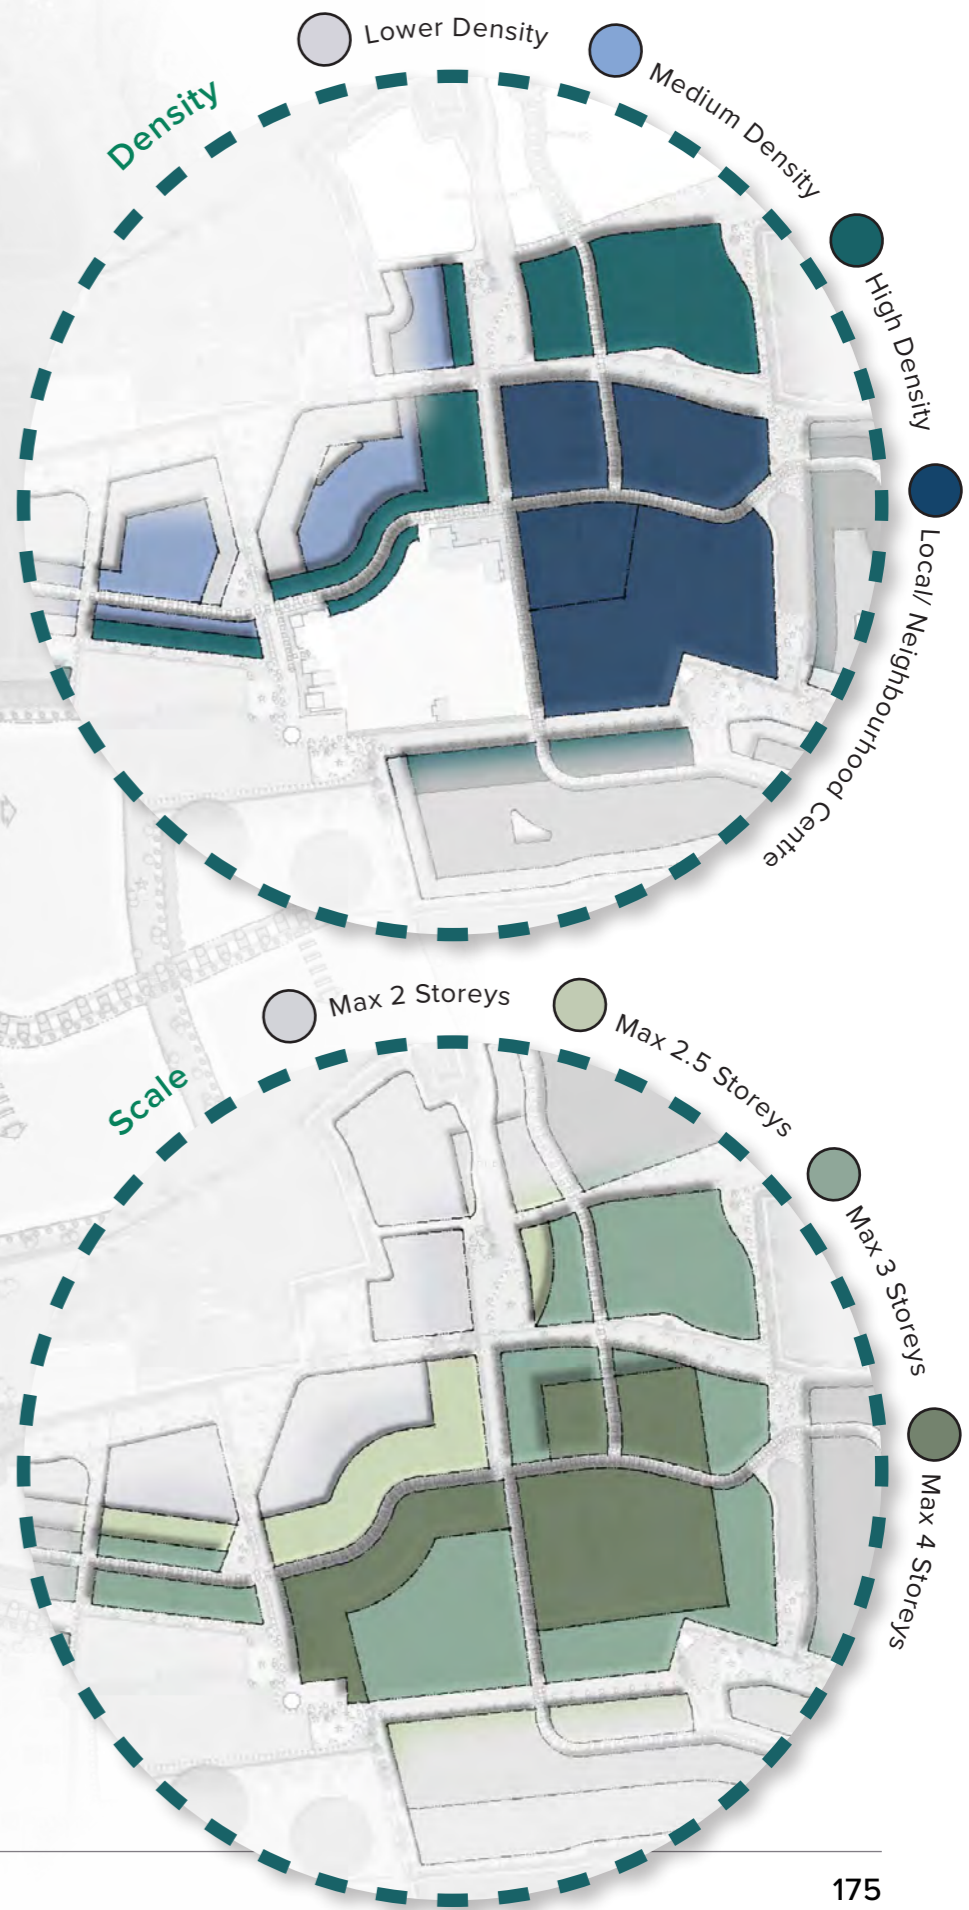 Density
Lower Density
Medium Density
High Density
Local/ Neighbourhood Centre
Scale
Max 2 Storeys
Max 2.5 Storeys
Max 3 Storeys
Max 4 Storeys
175